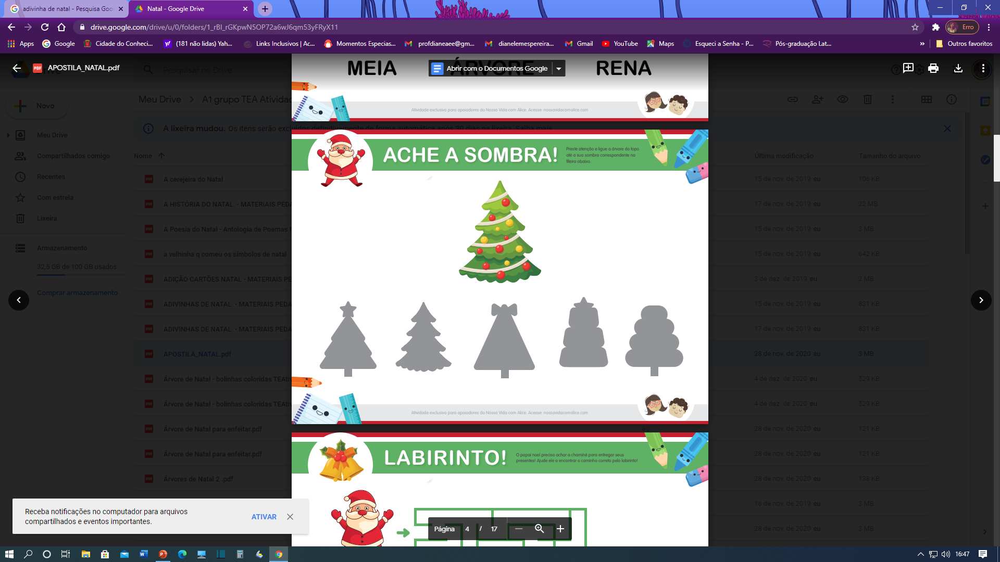 adivinha de natal - Pesquisa Goo
Natal - Google Drive
drive.google.com/drive/u/0/folders/1_rBI_rGKpwN5OP72a6wJ6qm53yFRyX11
Erro
Apps
Google
Cidade do Conheci...
(181 não lidas) Yah...
Links Inclusivos | Ac...
Momentos Especias...
profdianeaee@gm...
dianelemespereira...
Gmail
YouTube
Maps
Esqueci a Senha - P...
Pós-graduação Lat...
»
Outros favoritos
PDF
APOSTILA_NATAL.pdf
Pesquisar no Drive
MEIA
ÁRVORE
RENA
Abrir com o Documentos Google
Novo
Meu Drive
A1 grupo TEA Atividad
Atividade exclusiva para apoiadores do Nossa Vida com Alice. Acesse: nossavidacomalice.com
A lixeira mudou. Os itens serão excluídos definitivamente de forma automática após 30 dias na lixeira. Saiba mais
Meu Drive
Compartilhados comigo
Recentes
Com estrela
Lixeira
Armazenamento
32,5 GB de 100 GB usados
Comprar armazenamento
Nome
Última modificação
Tamanho do arquivo
A cerejeira do Natal
15 de nov. de 2019 eu
106 KB
A HISTÓRIA DO NATAL - MATERIAIS PEDA
17 de nov. de 2019 eu
22 MB
A Poesia do Natal - Antologia de Poemas
15 de nov. de 2019 eu
3 MB
a velhinha q comeu os símbolos de natal
15 de nov. de 2019 eu
642 KB
ADIÇÃO CARTÕES NATAL - MATERIAIS PE
3 de dez. de 2019 eu
2 MB
ADIVINHAS DE NATAL - MATERIAIS PEDA
15 de nov. de 2019 eu
831 KB
ADIVINHAS DE NATAL - MATERIAIS PEDA
17 de nov. de 2019 eu
831 KB
APOSTILA_NATAL.pdf
28 de nov. de 2020 eu
3 MB
Árvore de Natal - bolinhas coloridas TEAtiv
4 de dez. de 2020 eu
529 KB
Árvore de Natal - bolinhas coloridas TEAtiv
4 de dez. de 2020 eu
529 KB
Árvore de Natal para enfeitar.pdf
28 de nov. de 2020 eu
121 KB
Árvore de Natal para enfeitar.pdf
28 de nov. de 2020 eu
121 KB
Árvores de Natal 2 .pdf
28 de nov. de 2020 eu
138 KB
16 de nov. de 2019 eu
3 MB
28 de nov. de 2020 eu
3 MB
ACHE A SOMBRA!
Preste atenção e ligue a árvore do topo
até a sua sombra correspondente na
fileira abaixo.
Atividade exclusiva para apoiadores do Nossa Vida com Alice. Acesse: nossavidacomalice.com
eu
LABIRINTO!
O papai noel precisa achar a chaminé para entregar seus
presentes! Ajude ele a encontrar o caminho correto pelo labirinto!
Página 4 / 17
Receba notificações no computador para arquivos
compartilhados e eventos importantes.
ATIVAR
16:47